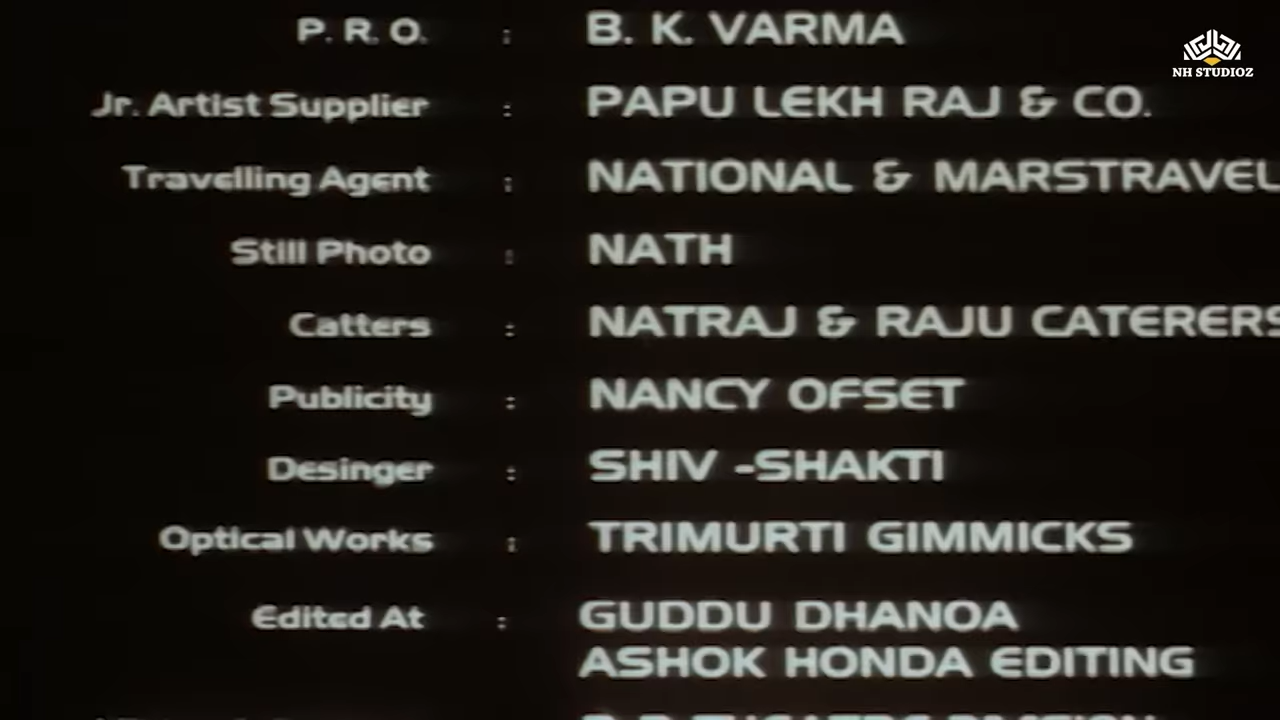 P. R. O. : B. K. VARMA
NH STUDIOZ
Jr. Artist Supplier : PAPU LEKH RAJ & CO.
Travelling Agent : NATIONAL & MARSTRAVEL
Still Photo : NATH
Catters : NATRAJ & RAJU CATERERS
Publicity : NANCY OFSET
Desinger : SHIV -SHAKTI
Optical Works : TRIMURTI GIMMICKS
Edited At : GUDDU DHANOA
ASHOK HONDA EDITING